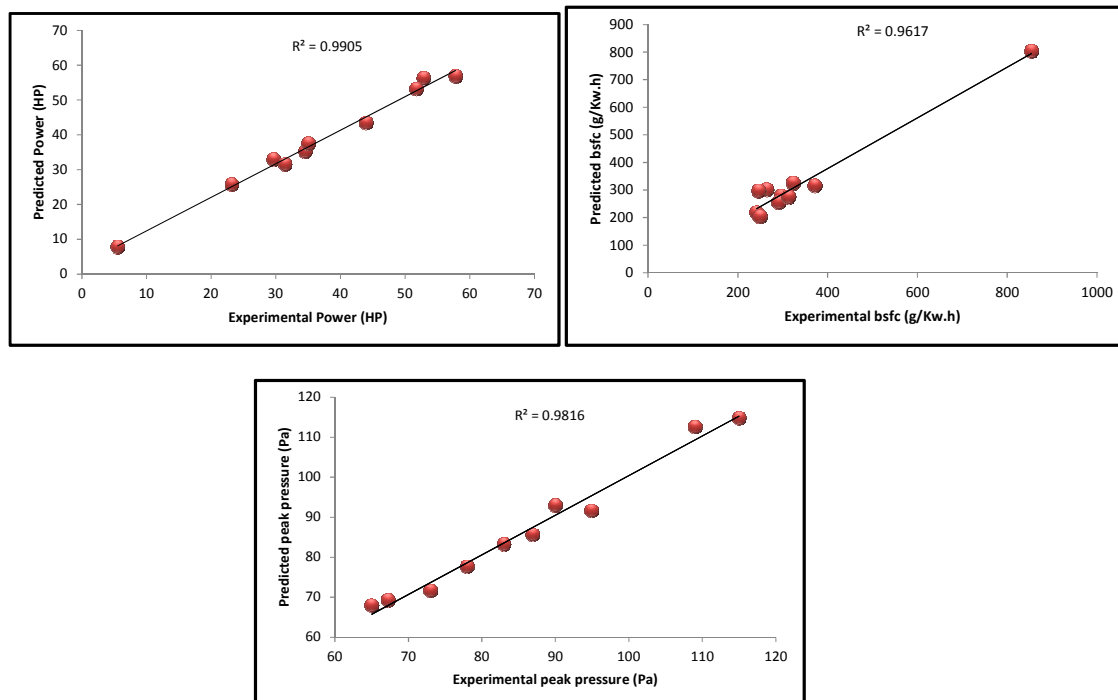 70
60
50
40
30
20
10
0
R² = 0.9905
Predicted Power (HP)
0 10 20 30 40 50 60 70
Experimental Power (HP)
900
800
700
600
500
400
300
200
100
0
R² = 0.9617
Predicted bsfc (g/Kw.h)
0 200 400 600 800 1000
Experimental bsfc (g/Kw.h)
120
110
100
90
80
70
60
R² = 0.9816
Predicted peak pressure (Pa)
60 70 80 90 100 110 120
Experimental peak pressure (Pa)